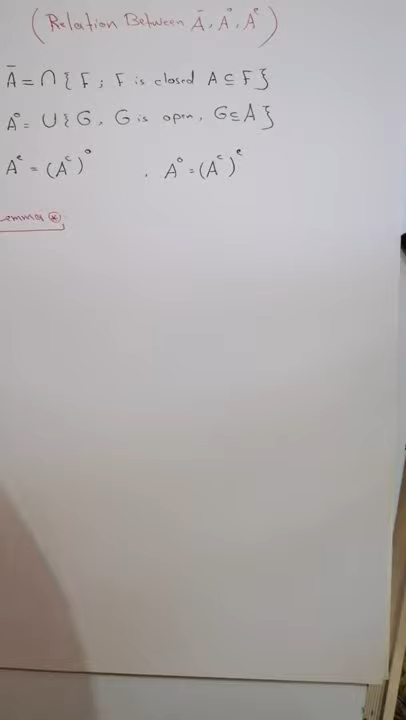 (Relation Between Ā, A°, Aᵉ)
Ā = ∩ { F ; F is closed A ⊆ F }
A° = ∪ { G, G is open, G ⊆ A }
Aᵉ = (Aᶜ)° , A° = (Aᶜ)ᵉ
emma ⊛